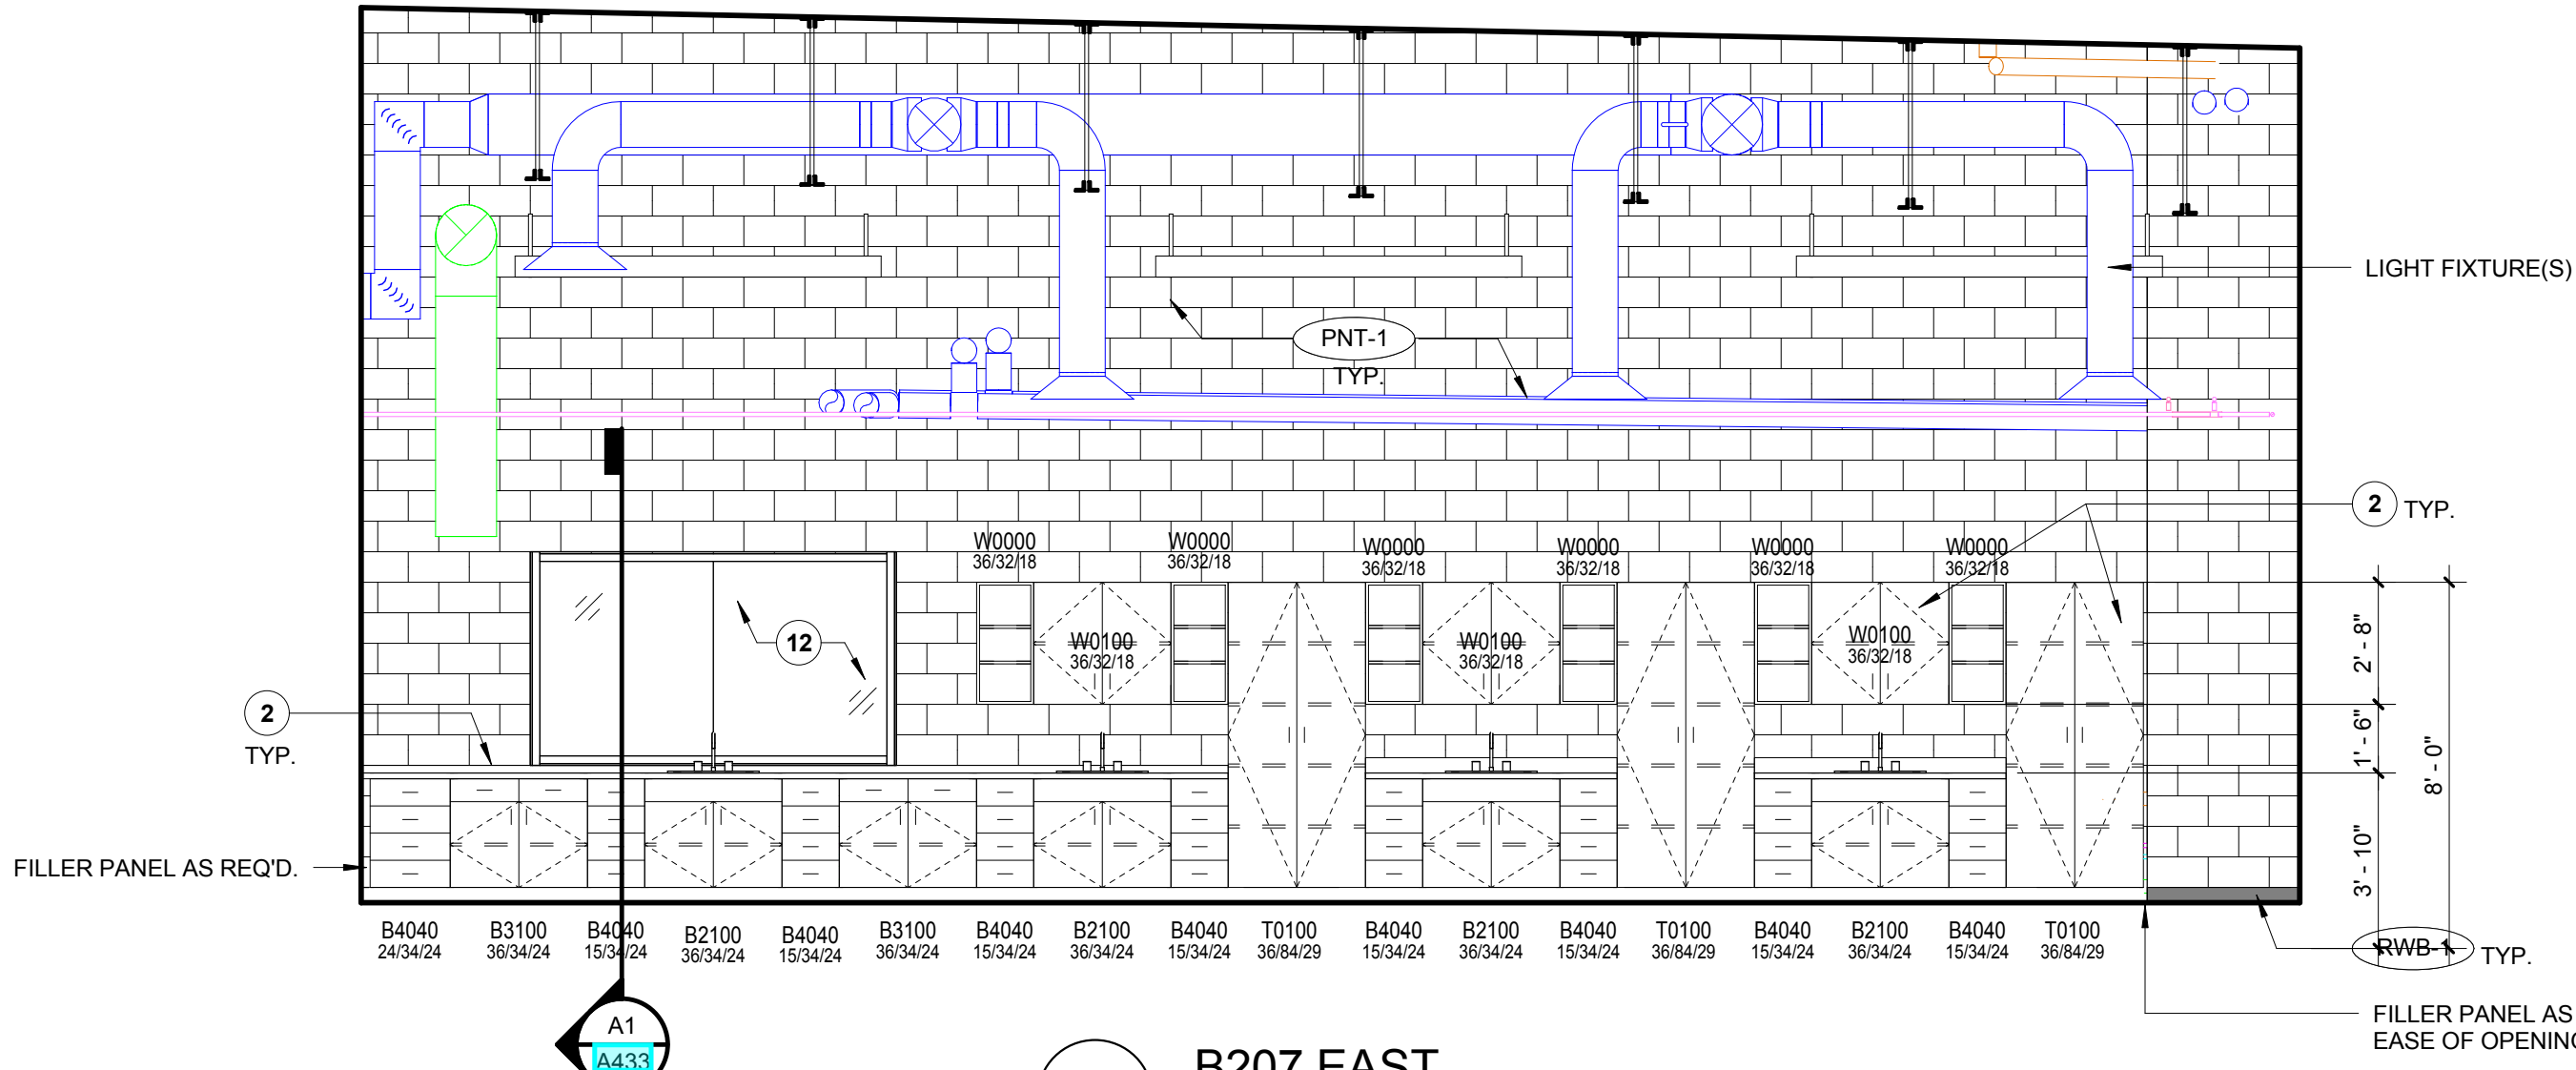 LIGHT FIXTURE(S)
PNT-1
TYP.
2
TYP.
W0000
36/32/18
W0000
36/32/18
W0000
36/32/18
W0000
36/32/18
W0000
36/32/18
W0000
36/32/18
W0100
36/32/18
W0100
36/32/18
W0100
36/32/18
12
2
TYP.
2' - 8"
1' - 6"
3' - 10"
8' - 0"
FILLER PANEL AS REQ'D.
B4040
24/34/24
B3100
36/34/24
B4040
15/34/24
B2100
36/34/24
B4040
15/34/24
B3100
36/34/24
B4040
15/34/24
B2100
36/34/24
B4040
15/34/24
T0100
36/84/29
B4040
15/34/24
B2100
36/34/24
B4040
15/34/24
T0100
36/84/29
B4040
15/34/24
B2100
36/34/24
B4040
15/34/24
T0100
36/84/29
RWB-1
TYP.
FILLER PANEL AS
EASE OF OPENING
A1
A433
B207 EAST